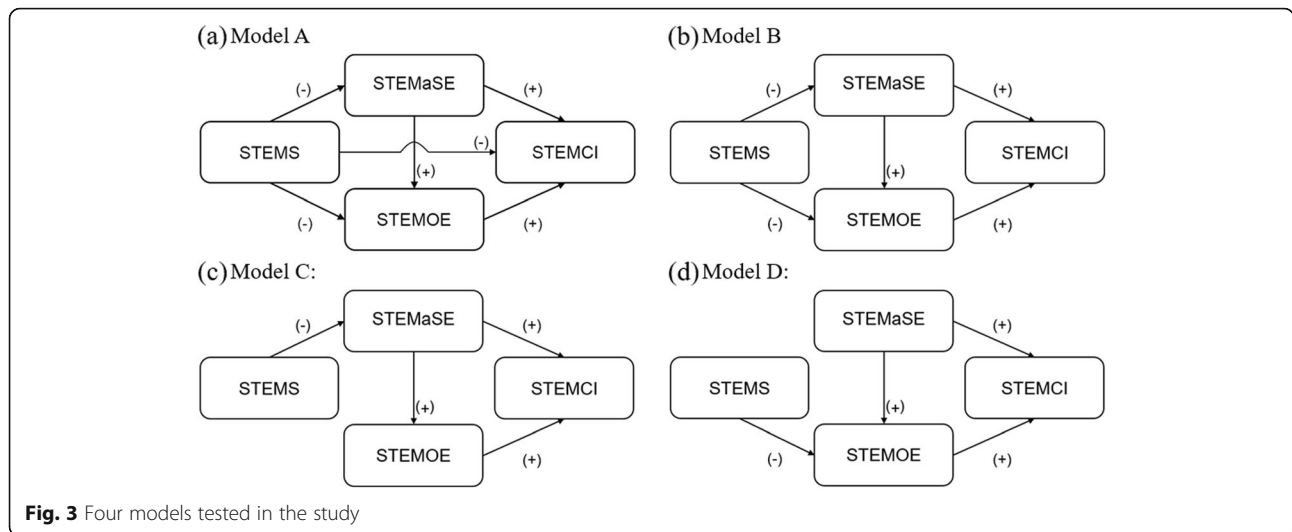 (a) Model A
STEMaSE
(-)
(+)
STEMS
(-)
STEMCI
(+)
(-)
STEMOE
(+)
(b) Model B
STEMaSE
(-)
(+)
STEMS
STEMCI
(+)
(-)
STEMOE
(+)
(c) Model C:
STEMaSE
(-)
(+)
STEMS
STEMCI
(+)
STEMOE
(+)
(d) Model D:
STEMaSE
(+)
STEMS
STEMCI
(+)
(-)
STEMOE
(+)
Fig. 3 Four models tested in the study